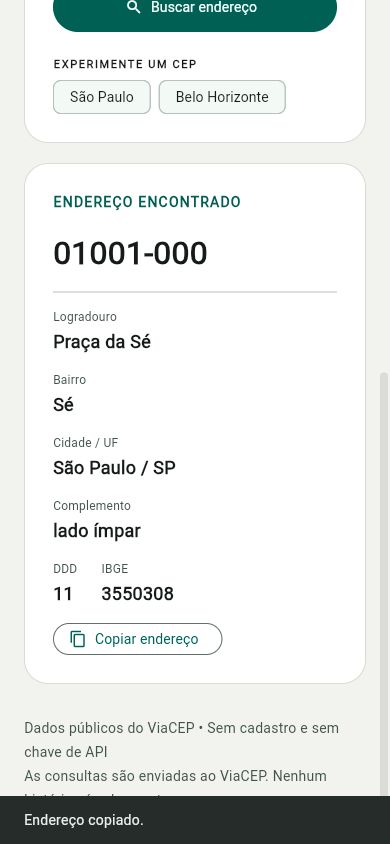 Buscar endereço
EXPERIMENTE UM CEP
São Paulo
Belo Horizonte
ENDEREÇO ENCONTRADO
01001-000
Logradouro
Praça da Sé
Bairro
Sé
Cidade / UF
São Paulo / SP
Complemento
lado ímpar
DDD IBGE
11 3550308
Copiar endereço
Dados públicos do ViaCEP • Sem cadastro e sem
chave de API
As consultas são enviadas ao ViaCEP. Nenhum
Endereço copiado.